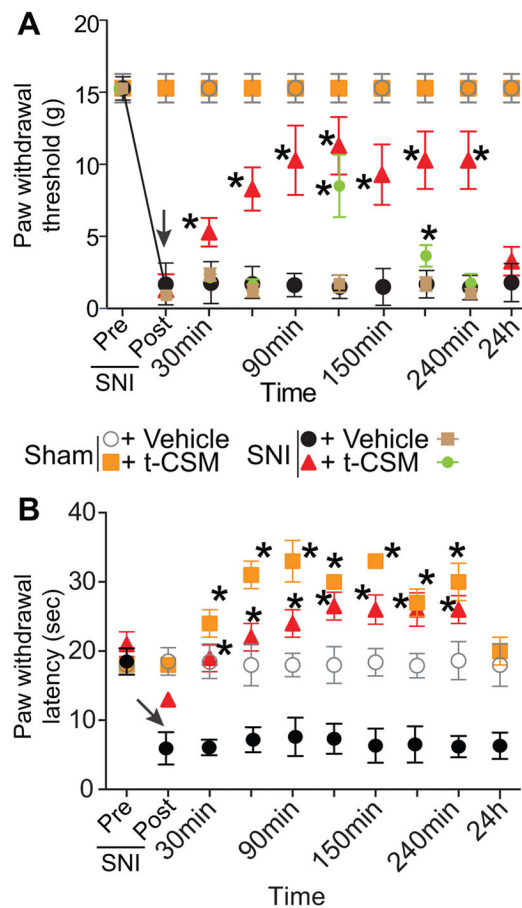 A
Paw withdrawal
threshold (g)
20
15
10
5
0
* * * * * * * * *
Pre
Post
30min
90min
150min
240min
24h
SNI
Time
Sham
+ Vehicle
+ t-CSM
SNI
+ Vehicle
+ t-CSM
B
Paw withdrawal
latency (sec)
40
30
20
10
0
* * * * * * * * * * * * * *
Pre
Post
30min
90min
150min
240min
24h
SNI
Time